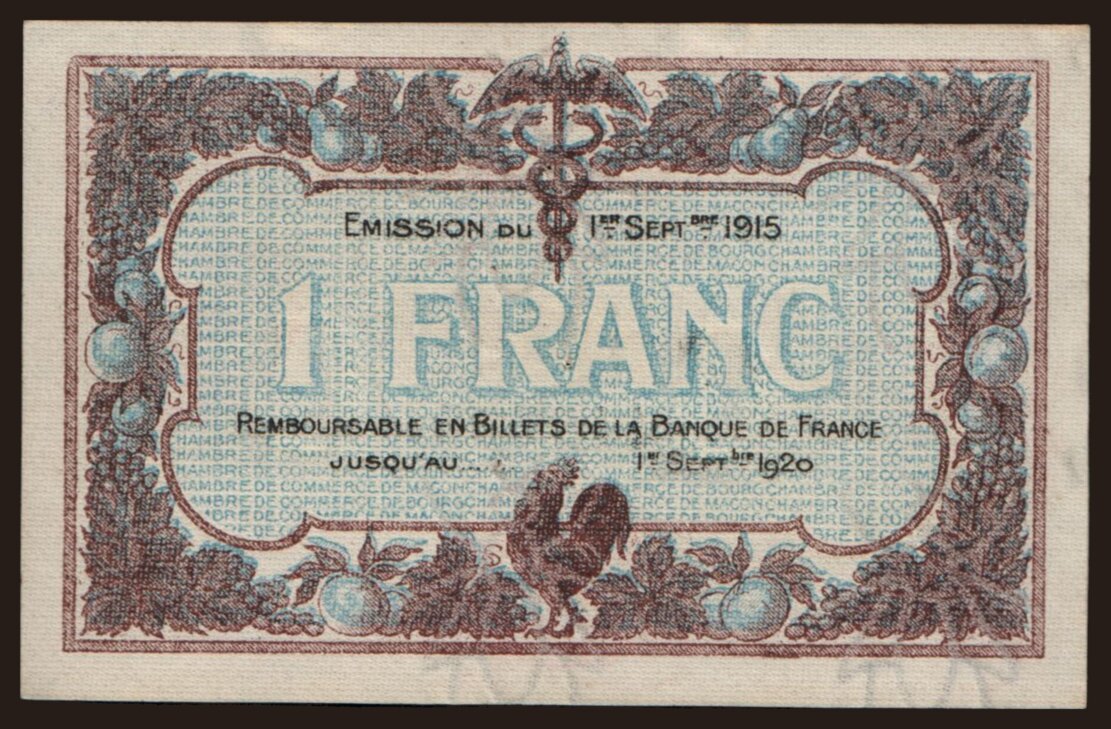 EMISSION DU 1ER SEPTBRE 1915
1 FRANC
REMBOURSABLE EN BILLETS DE LA BANQUE DE FRANCE
JUSQU'AU.... 1er SEPTbre 1920